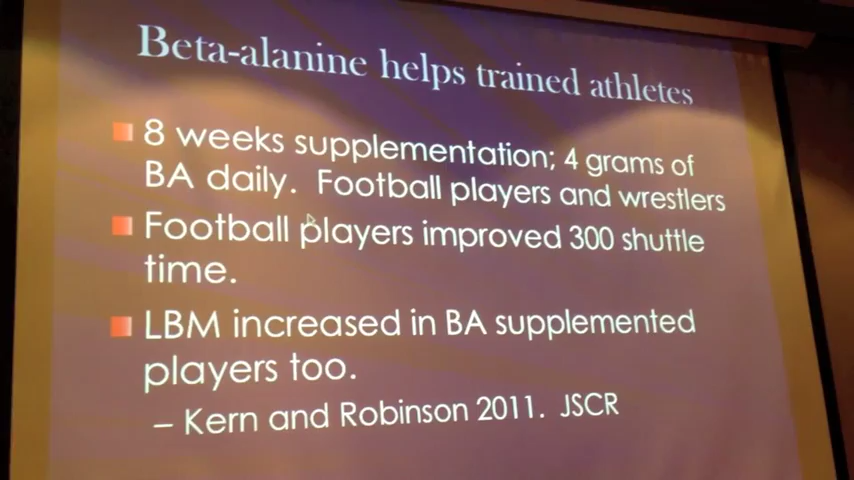 Beta-alanine helps trained athletes
8 weeks supplementation; 4 grams of
BA daily. Football players and wrestlers
Football players improved 300 shuttle
time.
LBM increased in BA supplemented
players too.
– Kern and Robinson 2011. JSCR